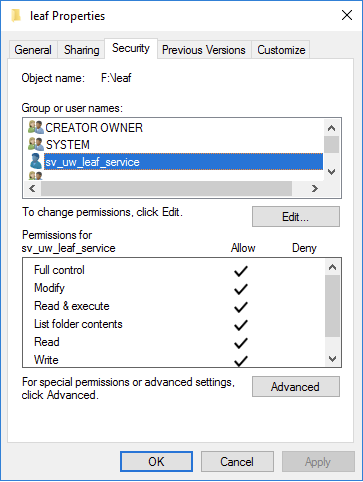 leaf Properties
General Sharing Security Previous Versions Customize
Object name: F:\leaf
Group or user names:
CREATOR OWNER
SYSTEM
sv_uw_leaf_service
To change permissions, click Edit.
Edit...
Permissions for
sv_uw_leaf_service Allow Deny
Full control
Modify
Read & execute
List folder contents
Read
Write
For special permissions or advanced settings,
click Advanced.
Advanced
OK Cancel Apply